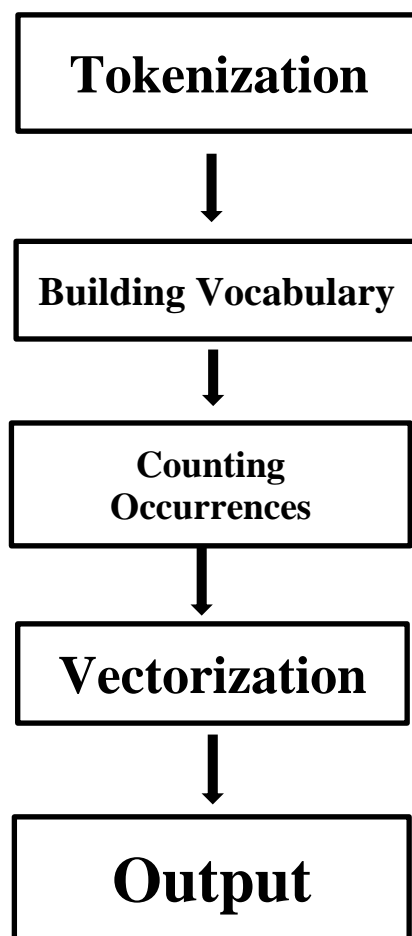 Tokenization
Building Vocabulary
Counting
Occurrences
Vectorization
Output